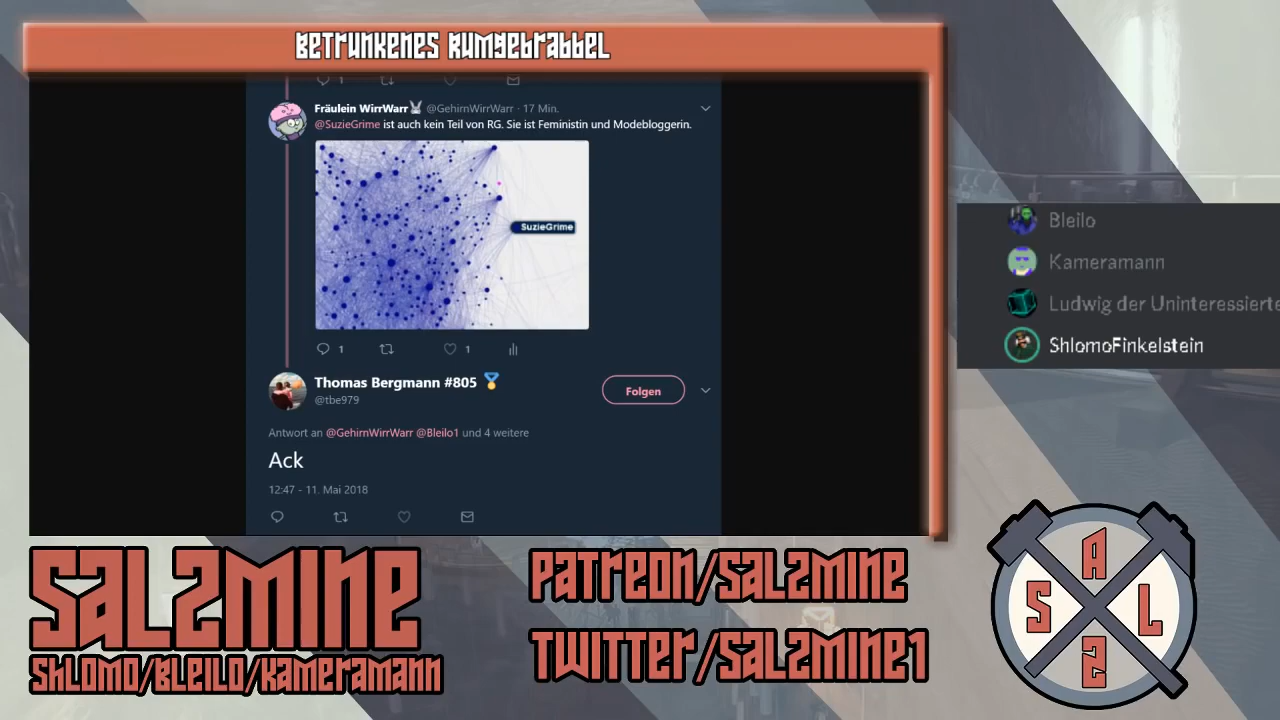 BETRUNKENES RUMGEBRABBEL
1
Fräulein WirrWarr @GehirnWirrWarr · 17 Min.
@SuzieGrime ist auch kein Teil von RG. Sie ist Feministin und Modebloggerin.
SuzieGrime
1 1
Thomas Bergmann #805
@tbe979
Folgen
Antwort an @GehirnWirrWarr @Bleilo1 und 4 weitere
Ack
12:47 - 11. Mai 2018
Bleilo
Kameramann
Ludwig der Uninteressierte
ShlomoFinkelstein
SALZMINE
SHLOMO/BLEILO/KAMERAMANN
PATREON/SALZMINE
TWITTER/SALZMINE1
S A L Z